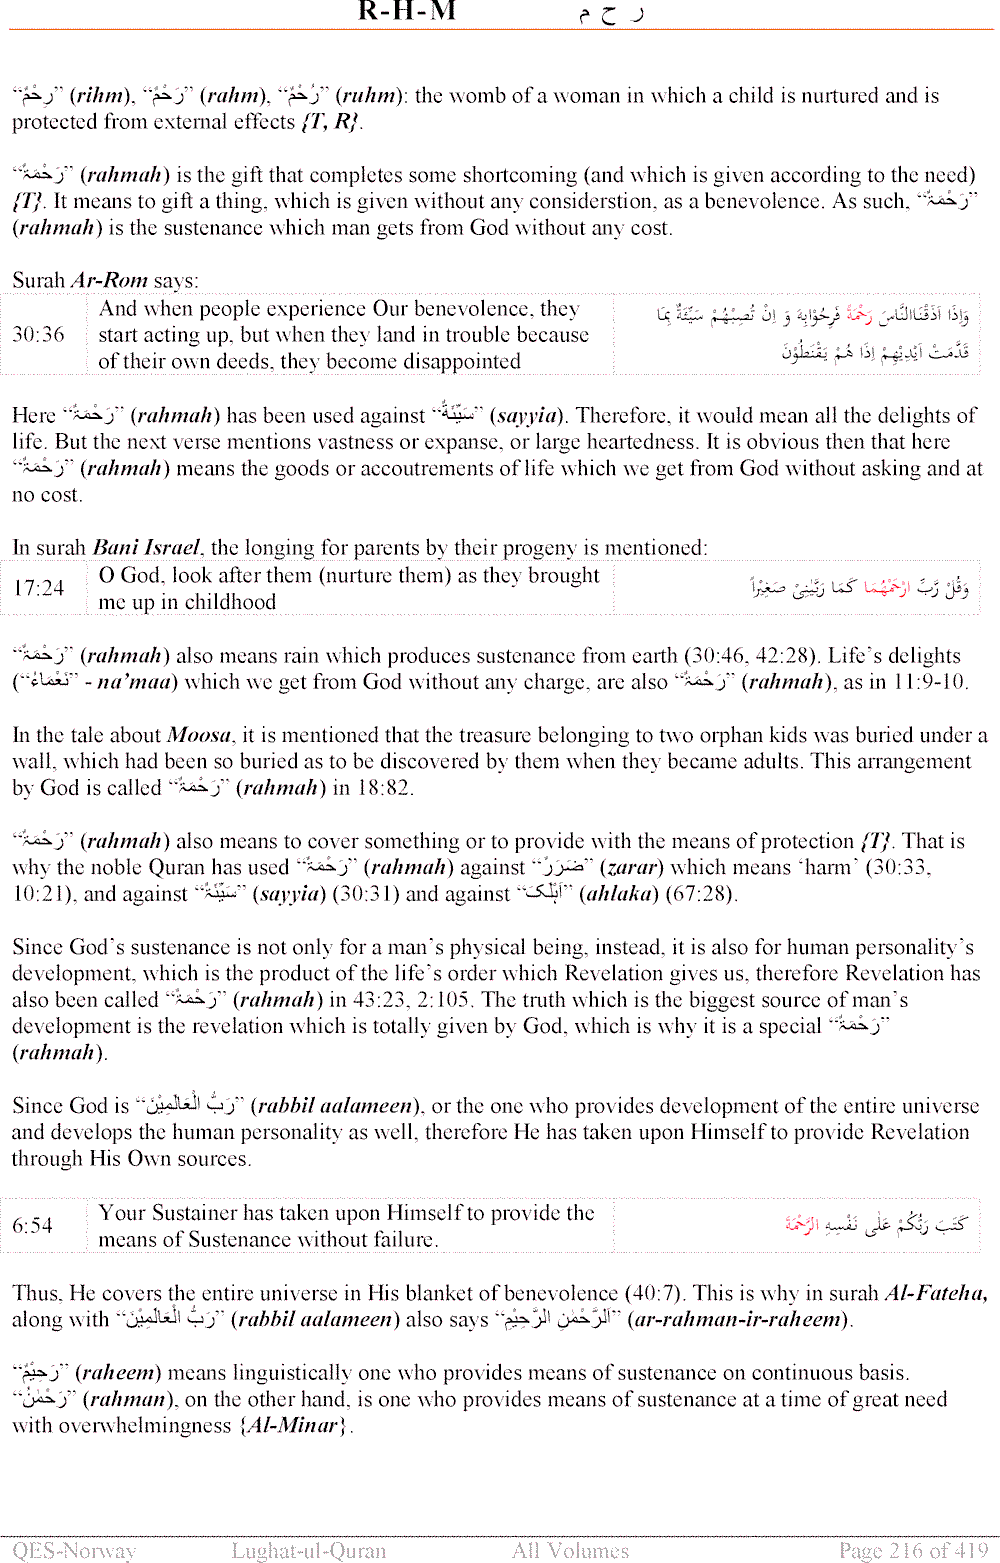 R-H-M ر ح م
“رِحْمٌ” (rihm), “رَحْمٌ” (rahm), “رُحْمٌ” (ruhm): the womb of a woman in which a child is nurtured and is
protected from external effects {T, R}.
“رَحْمَۃٌ” (rahmah) is the gift that completes some shortcoming (and which is given according to the need)
{T}. It means to gift a thing, which is given without any considerstion, as a benevolence. As such, “رَحْمَۃٌ”
(rahmah) is the sustenance which man gets from God without any cost.
Surah Ar-Rom says:
30:36
And when people experience Our benevolence, they
start acting up, but when they land in trouble because
of their own deeds, they become disappointed
وَاِذَا اَذَقْنَاالنَّاسَ رَحْمَۃً فَرِحُوْابِهَا وَ اِنْ تُصِبْهُمْ سَيِّئَةٌ بِمَا
قَدَّمَتْ اَيْدِيْهِمْ اِذَا هُمْ يَقْنَطُوْنَ
Here “رَحْمَۃٌ” (rahmah) has been used against “سَيِّئَةٌ” (sayyia). Therefore, it would mean all the delights of
life. But the next verse mentions vastness or expanse, or large heartedness. It is obvious then that here
“رَحْمَۃٌ” (rahmah) means the goods or accoutrements of life which we get from God without asking and at
no cost.
In surah Bani Israel, the longing for parents by their progeny is mentioned:
17:24
O God, look after them (nurture them) as they brought
me up in childhood
وَقُلْ رَّبِّ ارْحَمْهُمَا كَمَا رَبَّيٰنِىْ صَغِيْراً
“رَحْمَۃٌ” (rahmah) also means rain which produces sustenance from earth (30:46, 42:28). Life’s delights
(“نَعْمَاءُ” - na’maa) which we get from God without any charge, are also “رَحْمَۃٌ” (rahmah), as in 11:9-10.
In the tale about Moosa, it is mentioned that the treasure belonging to two orphan kids was buried under a
wall, which had been so buried as to be discovered by them when they became adults. This arrangement
by God is called “رَحْمَۃٌ” (rahmah) in 18:82.
“رَحْمَۃٌ” (rahmah) also means to cover something or to provide with the means of protection {T}. That is
why the noble Quran has used “رَحْمَۃٌ” (rahmah) against “ضَرَرٌ” (zarar) which means ‘harm’ (30:33,
10:21), and against “سَيِّئَۃٌ” (sayyia) (30:31) and against “اَہْلَکَ” (ahlaka) (67:28).
Since God’s sustenance is not only for a man’s physical being, instead, it is also for human personality’s
development, which is the product of the life’s order which Revelation gives us, therefore Revelation has
also been called “رَحْمَۃٌ” (rahmah) in 43:23, 2:105. The truth which is the biggest source of man’s
development is the revelation which is totally given by God, which is why it is a special “رَحْمَۃٌ”
(rahmah).
Since God is “رَبُّ الْعَالَمِيْنَ” (rabbil aalameen), or the one who provides development of the entire universe
and develops the human personality as well, therefore He has taken upon Himself to provide Revelation
through His Own sources.
6:54
Your Sustainer has taken upon Himself to provide the
means of Sustenance without failure.
كَتَبَ رَبُّكُمْ عَلٰى نَفْسِهِ الرَّحْمَةَ
Thus, He covers the entire universe in His blanket of benevolence (40:7). This is why in surah Al-Fateha,
along with “رَبُّ الْعَالَمِيْنَ” (rabbil aalameen) also says “اَلرَّحْمٰنِ الرَّحِيْمِ” (ar-rahman-ir-raheem).
“رَحِيْمٌ” (raheem) means linguistically one who provides means of sustenance on continuous basis.
“رَحْمٰنُ” (rahman), on the other hand, is one who provides means of sustenance at a time of great need
with overwhelmingness {Al-Minar}.
QES-Norway Lughat-ul-Quran All Volumes Page 216 of 419